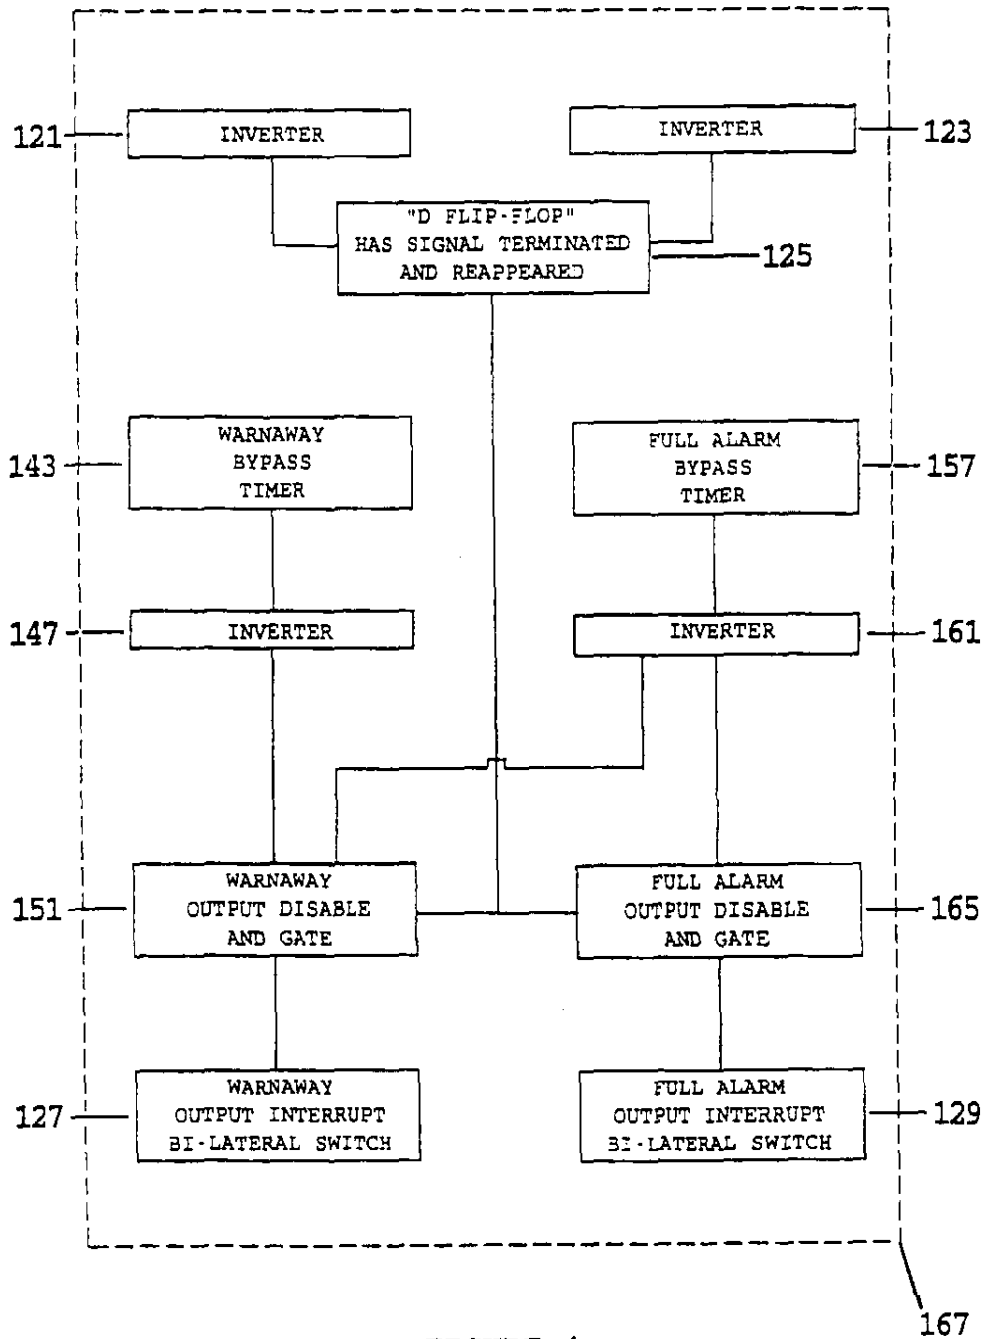 121
INVERTER
INVERTER
123
"D FLIP-FLOP"
HAS SIGNAL TERMINATED
AND REAPPEARED
125
143
WARNAWAY
BYPASS
TIMER
FULL ALARM
BYPASS
TIMER
157
147
INVERTER
INVERTER
161
151
WARNAWAY
OUTPUT DISABLE
AND GATE
FULL ALARM
OUTPUT DISABLE
AND GATE
165
127
WARNAWAY
OUTPUT INTERRUPT
BI-LATERAL SWITCH
FULL ALARM
OUTPUT INTERRUPT
BI-LATERAL SWITCH
129
167